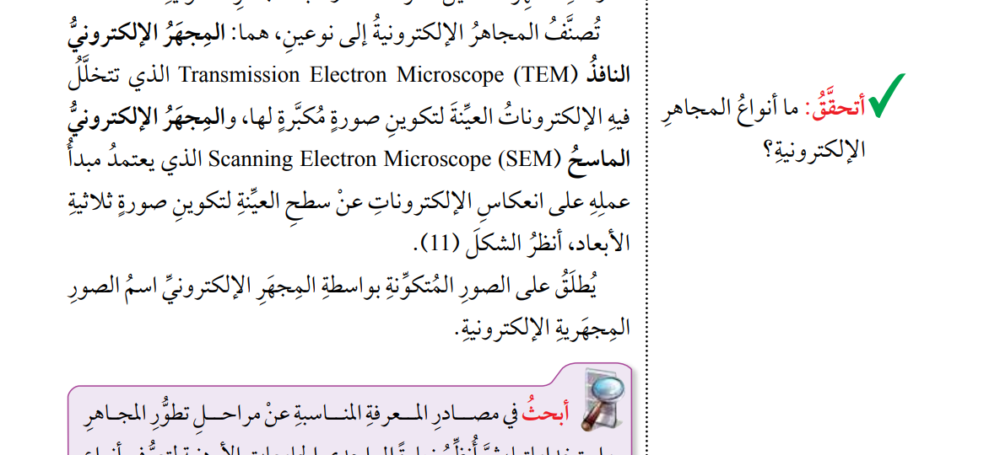 تُصنَّفُ المجاهرُ الإلكترونيةُ إلى نوعينِ، هما: المِجهَرُ الإلكترونيُّ
النافذُ Transmission Electron Microscope (TEM) الذي تتخلَّلُ
فيهِ الإلكتروناتُ العيِّنةَ لتكوينِ صورةٍ مُكبَّرةٍ لها، والمِجهَرُ الإلكترونيُّ
الماسحُ Scanning Electron Microscope (SEM) الذي يعتمدُ مبدأُ
عملِهِ على انعكاسِ الإلكتروناتِ عنْ سطحِ العيِّنةِ لتكوينِ صورةٍ ثلاثيةِ
الأبعاد، أنظرُ الشكلَ (11).
يُطلَقُ على الصورِ المُتكوِّنةِ بواسطةِ المِجهَرِ الإلكترونيِّ اسمُ الصورِ
المِجهَريةِ الإلكترونيةِ.
أتحقَّقُ: ما أنواعُ المجاهرِ
الإلكترونيةِ؟
أبحثُ في مصادرِ المعرفةِ المناسبةِ عنْ مراحلِ تطوُّرِ المجاهرِ